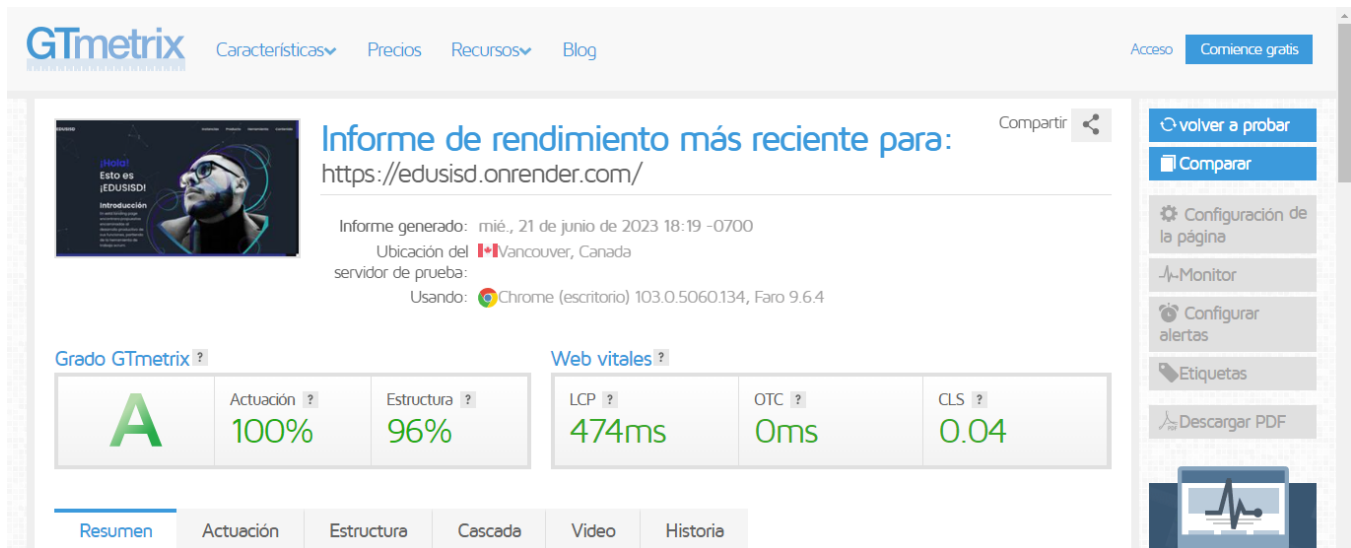 GTmetrix
Características Precios Recursos Blog
Acceso Comience gratis
EDUSISD
¡Hola!
Esto es
¡EDUSISD!
Introducción
Informe de rendimiento más reciente para:
https://edusisd.onrender.com/
Compartir
Informe generado: mié., 21 de junio de 2023 18:19 -0700
Ubicación del servidor de prueba: Vancouver, Canada
Usando: Chrome (escritorio) 103.0.5060.134, Faro 9.6.4
Grado GTmetrix ?
A
Actuación ?
100%
Estructura ?
96%
Web vitales ?
LCP ?
474ms
OTC ?
0ms
CLS ?
0.04
Resumen Actuación Estructura Cascada Video Historia
volver a probar
Comparar
Configuración de
la página
Monitor
Configurar
alertas
Etiquetas
Descargar PDF